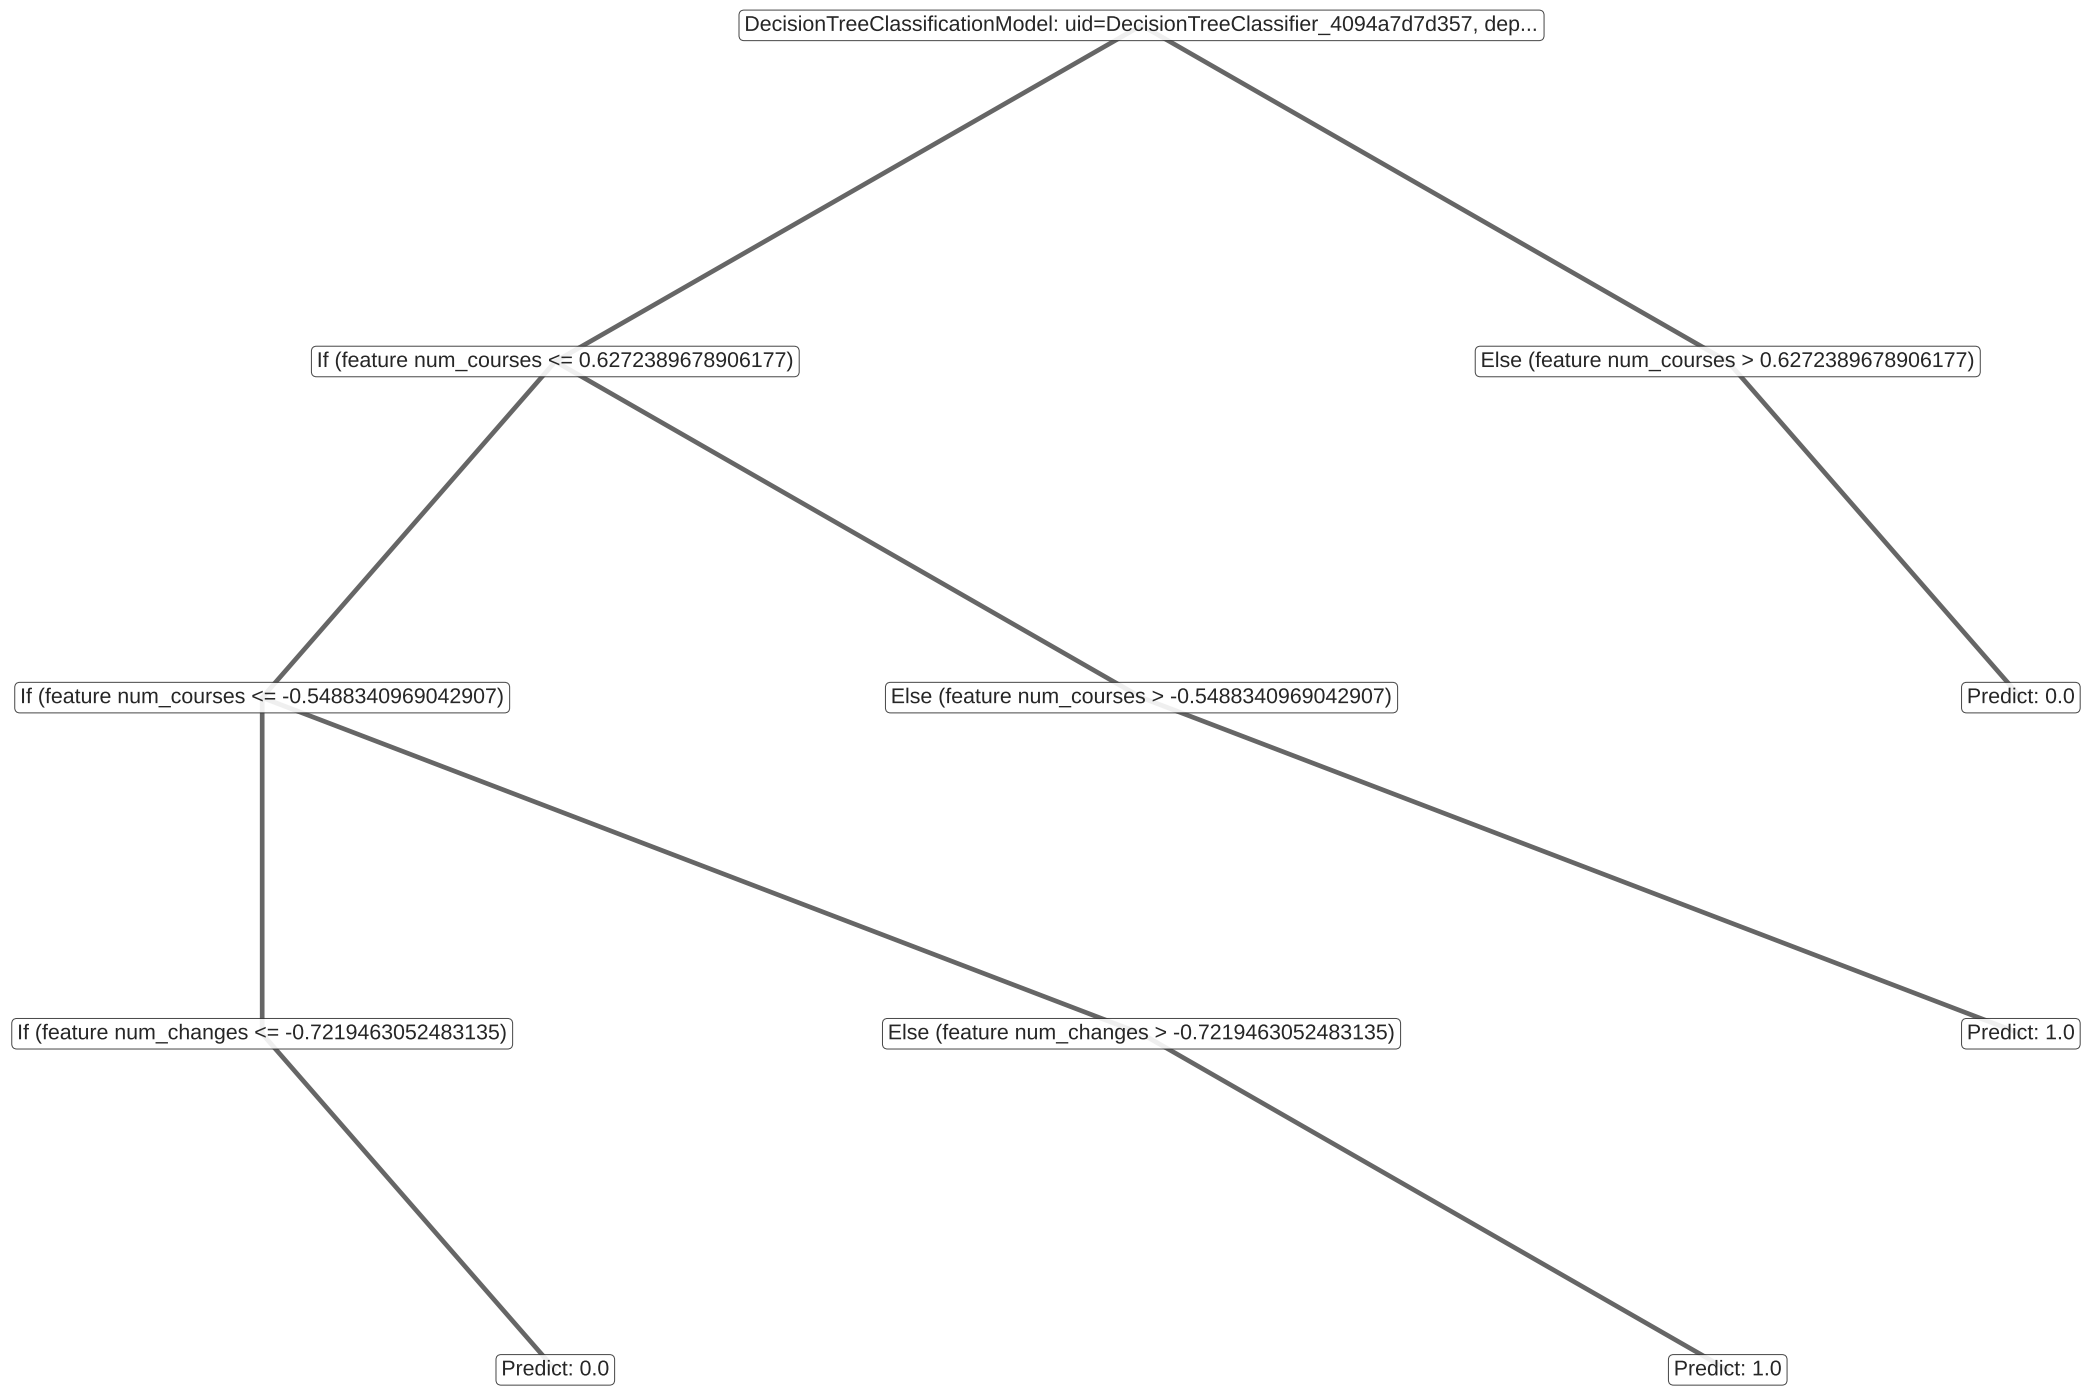 DecisionTreeClassificationModel: uid=DecisionTreeClassifier_4094a7d7d357, dep...
If (feature num_courses <= 0.6272389678906177)
Else (feature num_courses > 0.6272389678906177)
If (feature num_courses <= -0.5488340969042907)
Else (feature num_courses > -0.5488340969042907)
Predict: 0.0
If (feature num_changes <= -0.7219463052483135)
Else (feature num_changes > -0.7219463052483135)
Predict: 1.0
Predict: 0.0
Predict: 1.0